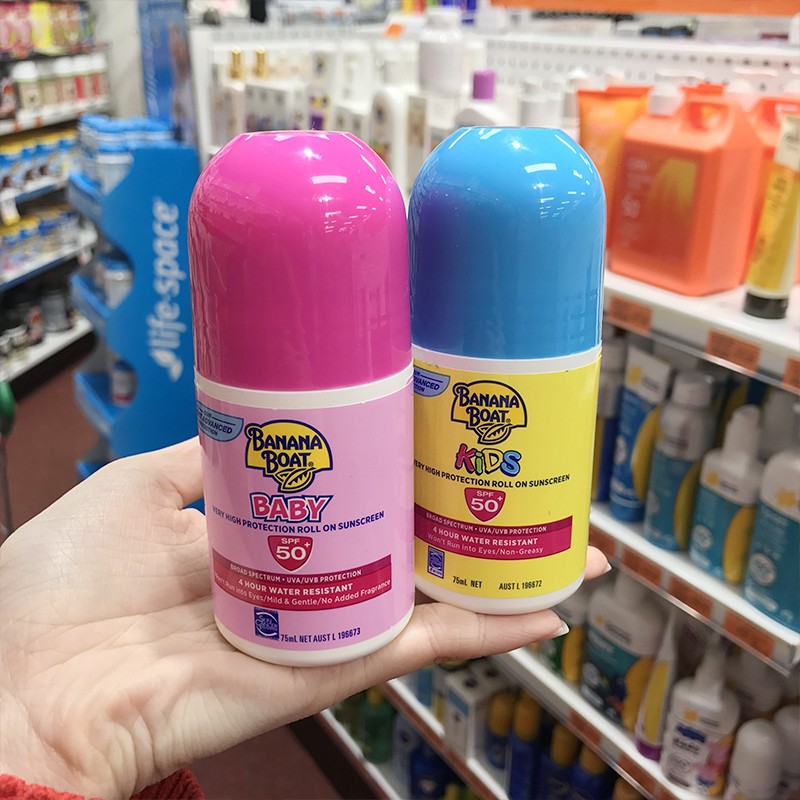 life-space
ADVANCED
BANANA
BOAT®
BABY
VERY HIGH PROTECTION ROLL ON SUNSCREEN
SPF
50+
BROAD SPECTRUM • UVA/UVB PROTECTION
4 HOUR WATER RESISTANT
Won't Run Into Eyes/Mild & Gentle/No Added Fragrance
75mL NET AUST L 196673
ADVANCED
BANANA
BOAT
KiDS
VERY HIGH PROTECTION ROLL ON SUNSCREEN
SPF
50+
BROAD SPECTRUM • UVA/UVB PROTECTION
4 HOUR WATER RESISTANT
Won't Run Into Eyes/Non-Greasy
75mL NET AUST L 196672